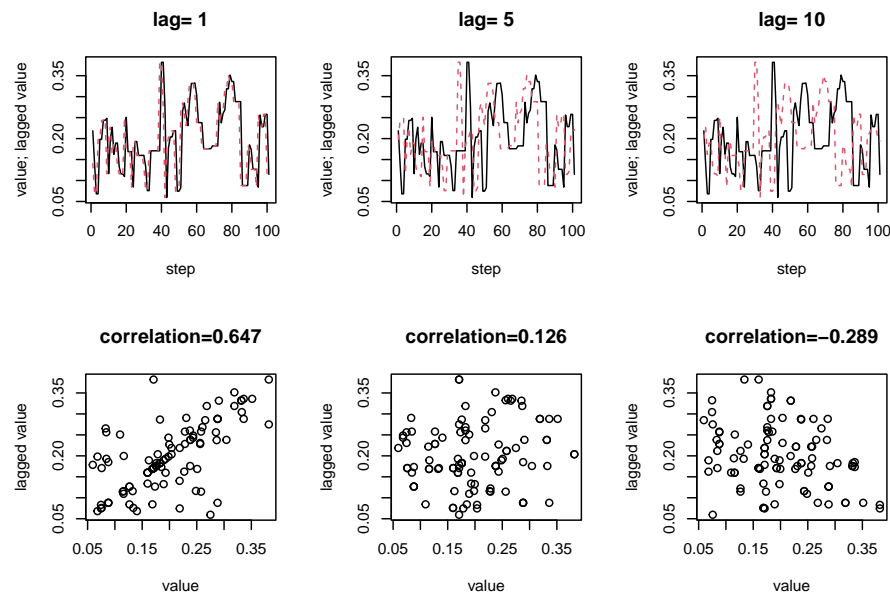 lag= 1
lag= 5
lag= 10
value; lagged value
0.05 0.20 0.35
0 20 40 60 80 100
step
value; lagged value
0.05 0.20 0.35
0 20 40 60 80 100
step
value; lagged value
0.05 0.20 0.35
0 20 40 60 80 100
step
correlation=0.647
correlation=0.126
correlation=−0.289
lagged value
0.05 0.20 0.35
0.05 0.15 0.25 0.35
value
lagged value
0.05 0.20 0.35
0.05 0.15 0.25 0.35
value
lagged value
0.05 0.20 0.35
0.05 0.15 0.25 0.35
value